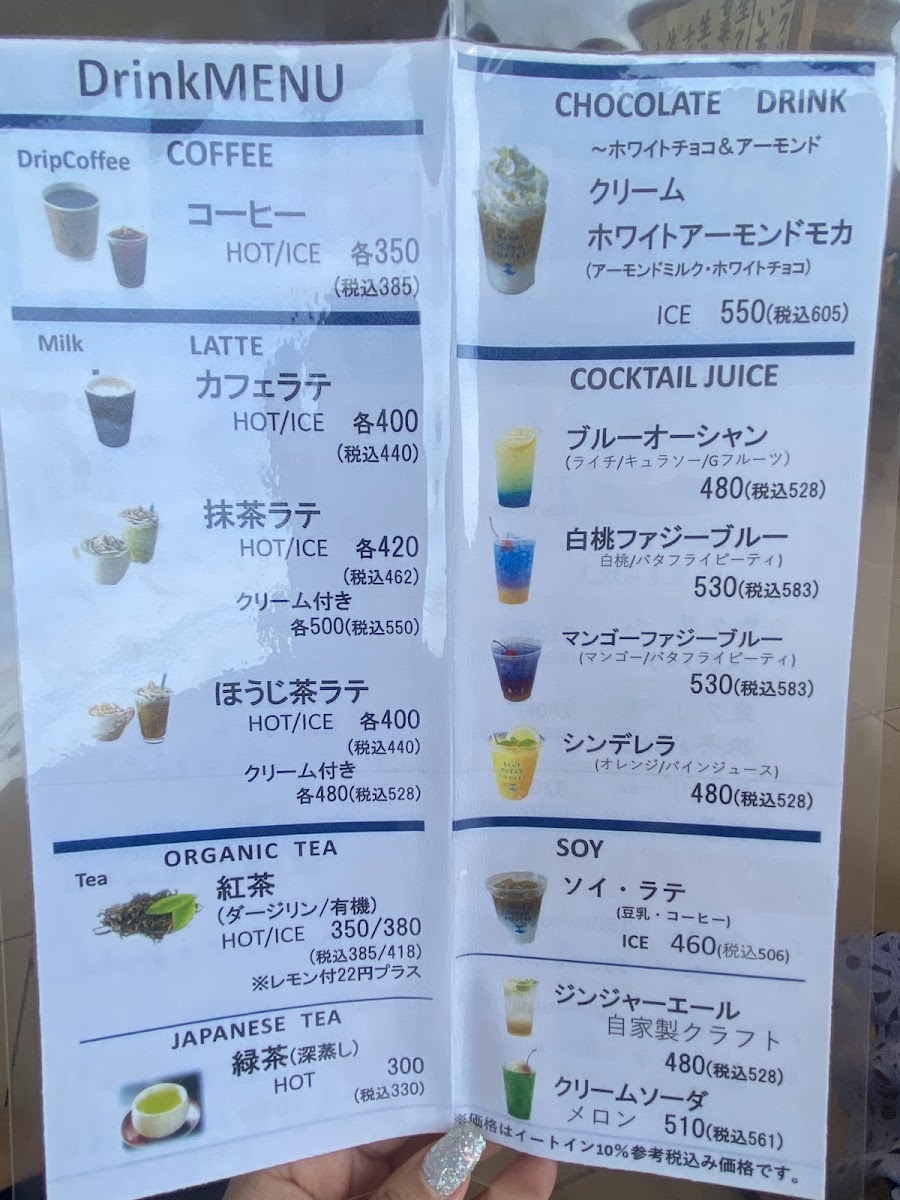 DrinkMENU
DripCoffee COFFEE
コーヒー
HOT/ICE 各350
(税込385)
Milk LATTE
カフェラテ
HOT/ICE 各400
(税込440)
抹茶ラテ
HOT/ICE 各420
(税込462)
クリーム付き
各500(税込550)
ほうじ茶ラテ
HOT/ICE 各400
(税込440)
クリーム付き
各480(税込528)
ORGANIC TEA
Tea 紅茶
(ダージリン/有機)
HOT/ICE 350/380
(税込385/418)
※レモン付22円プラス
JAPANESE TEA
緑茶(深蒸し)
HOT 300
(税込330)
CHOCOLATE DRINK
～ホワイトチョコ＆アーモンド
クリーム
ホワイトアーモンドモカ
(アーモンドミルク・ホワイトチョコ)
ICE 550(税込605)
COCKTAIL JUICE
ブルーオーシャン
(ライチ/キュラソー/Gフルーツ)
480(税込528)
白桃ファジーブルー
白桃/バタフライピーティ)
530(税込583)
マンゴーファジーブルー
(マンゴー/バタフライピーティ)
530(税込583)
シンデレラ
(オレンジ/パインジュース)
480(税込528)
SOY
ソイ・ラテ
(豆乳・コーヒー)
ICE 460(税込506)
ジンジャーエール
自家製クラフト
480(税込528)
クリームソーダ
メロン 510(税込561)
※価格はイートイン10%参考税込み価格です。